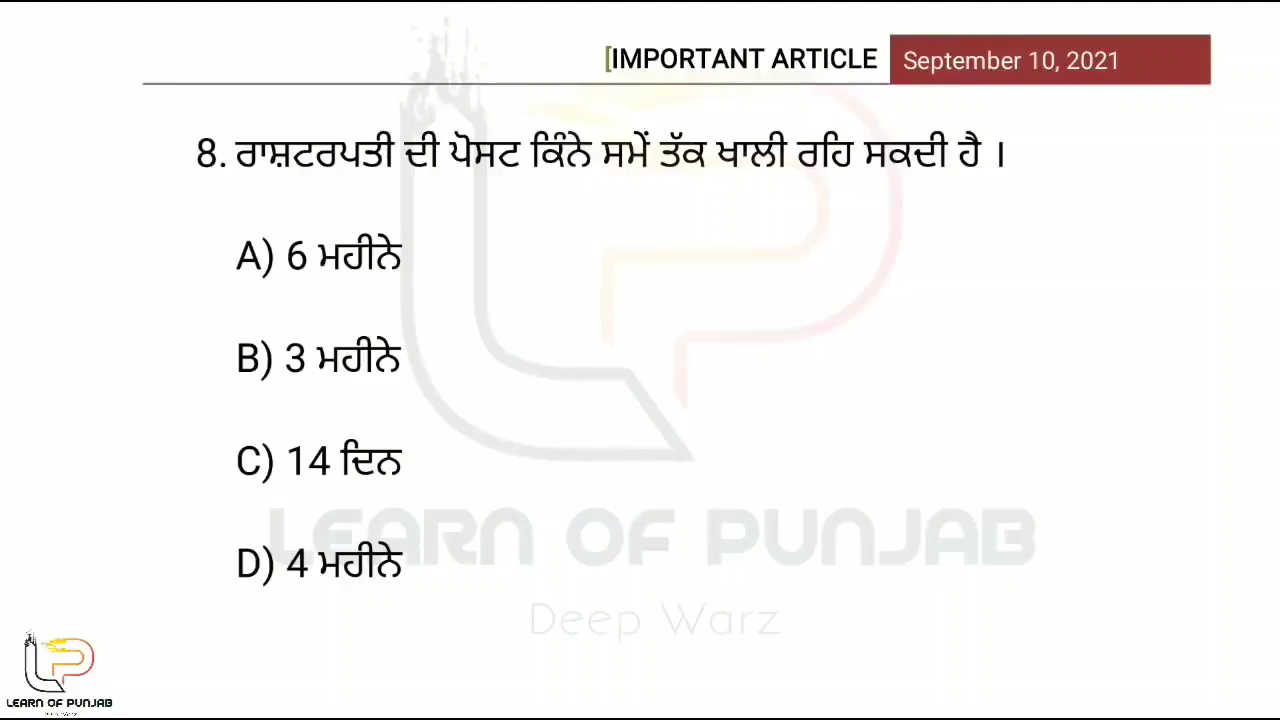 [IMPORTANT ARTICLE September 10, 2021
8. ਰਾਸ਼ਟਰਪਤੀ ਦੀ ਪੋਸਟ ਕਿੰਨੇ ਸਮੇਂ ਤੱਕ ਖਾਲੀ ਰਹਿ ਸਕਦੀ ਹੈ ।
A) 6 ਮਹੀਨੇ
B) 3 ਮਹੀਨੇ
C) 14 ਦਿਨ
D) 4 ਮਹੀਨੇ
LEARN OF PUNJAB
Deep Warz
LEARN OF PUNJAB